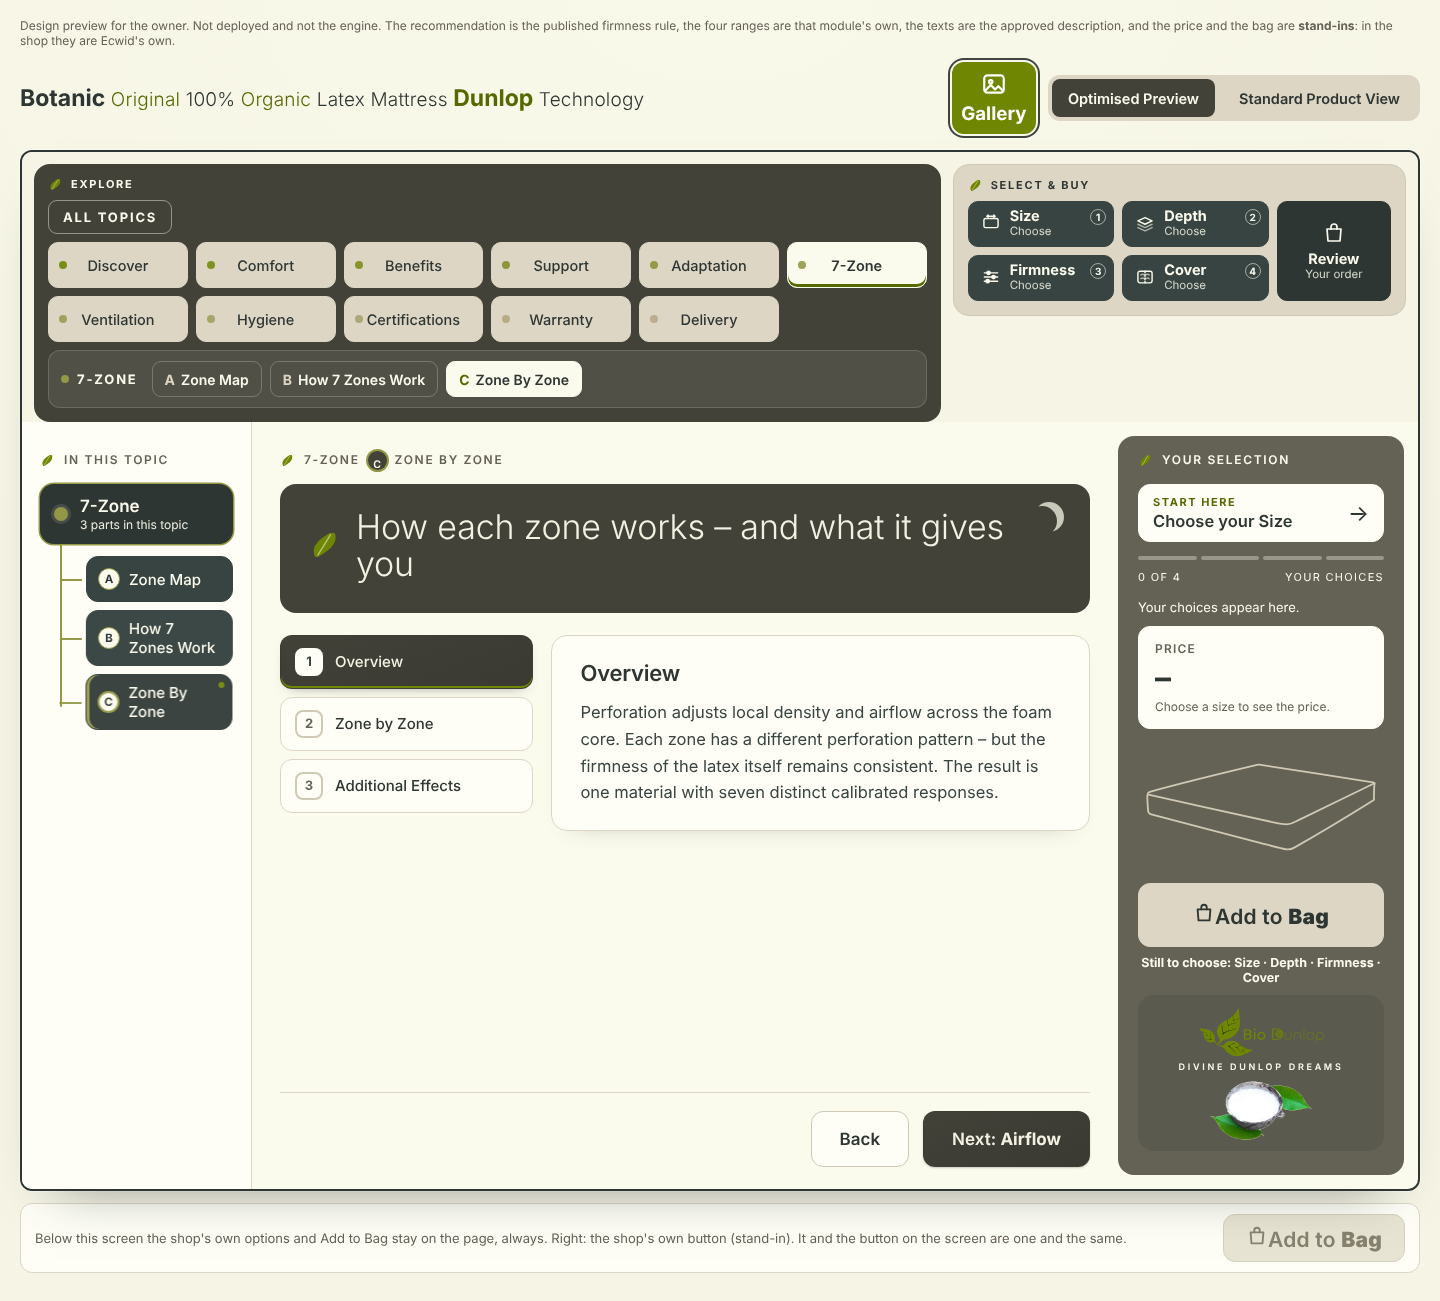 Design preview for the owner. Not deployed and not the engine. The recommendation is the published firmness rule, the four ranges are that module's own, the texts are the approved description, and the price and the bag are stand-ins: in the
shop they are Ecwid's own.
Botanic Original 100% Organic Latex Mattress Dunlop Technology
Gallery
Optimised Preview
Standard Product View
EXPLORE
ALL TOPICS
Discover
Comfort
Benefits
Support
Adaptation
7-Zone
Ventilation
Hygiene
Certifications
Warranty
Delivery
7-ZONE
A Zone Map
B How 7 Zones Work
C Zone By Zone
SELECT & BUY
Size
Choose
1
Depth
Choose
2
Firmness
Choose
3
Cover
Choose
4
Review
Your order
IN THIS TOPIC
7-Zone
3 parts in this topic
A Zone Map
B How 7
Zones Work
C Zone By
Zone
7-ZONE C ZONE BY ZONE
How each zone works – and what it gives
you
1 Overview
2 Zone by Zone
3 Additional Effects
Overview
Perforation adjusts local density and airflow across the foam
core. Each zone has a different perforation pattern – but the
firmness of the latex itself remains consistent. The result is
one material with seven distinct calibrated responses.
Back
Next: Airflow
YOUR SELECTION
START HERE
Choose your Size
0 OF 4
YOUR CHOICES
Your choices appear here.
PRICE
–
Choose a size to see the price.
Add to Bag
Still to choose: Size · Depth · Firmness ·
Cover
Bio Dunlop
DIVINE DUNLOP DREAMS
Below this screen the shop's own options and Add to Bag stay on the page, always. Right: the shop's own button (stand-in). It and the button on the screen are one and the same.
Add to Bag